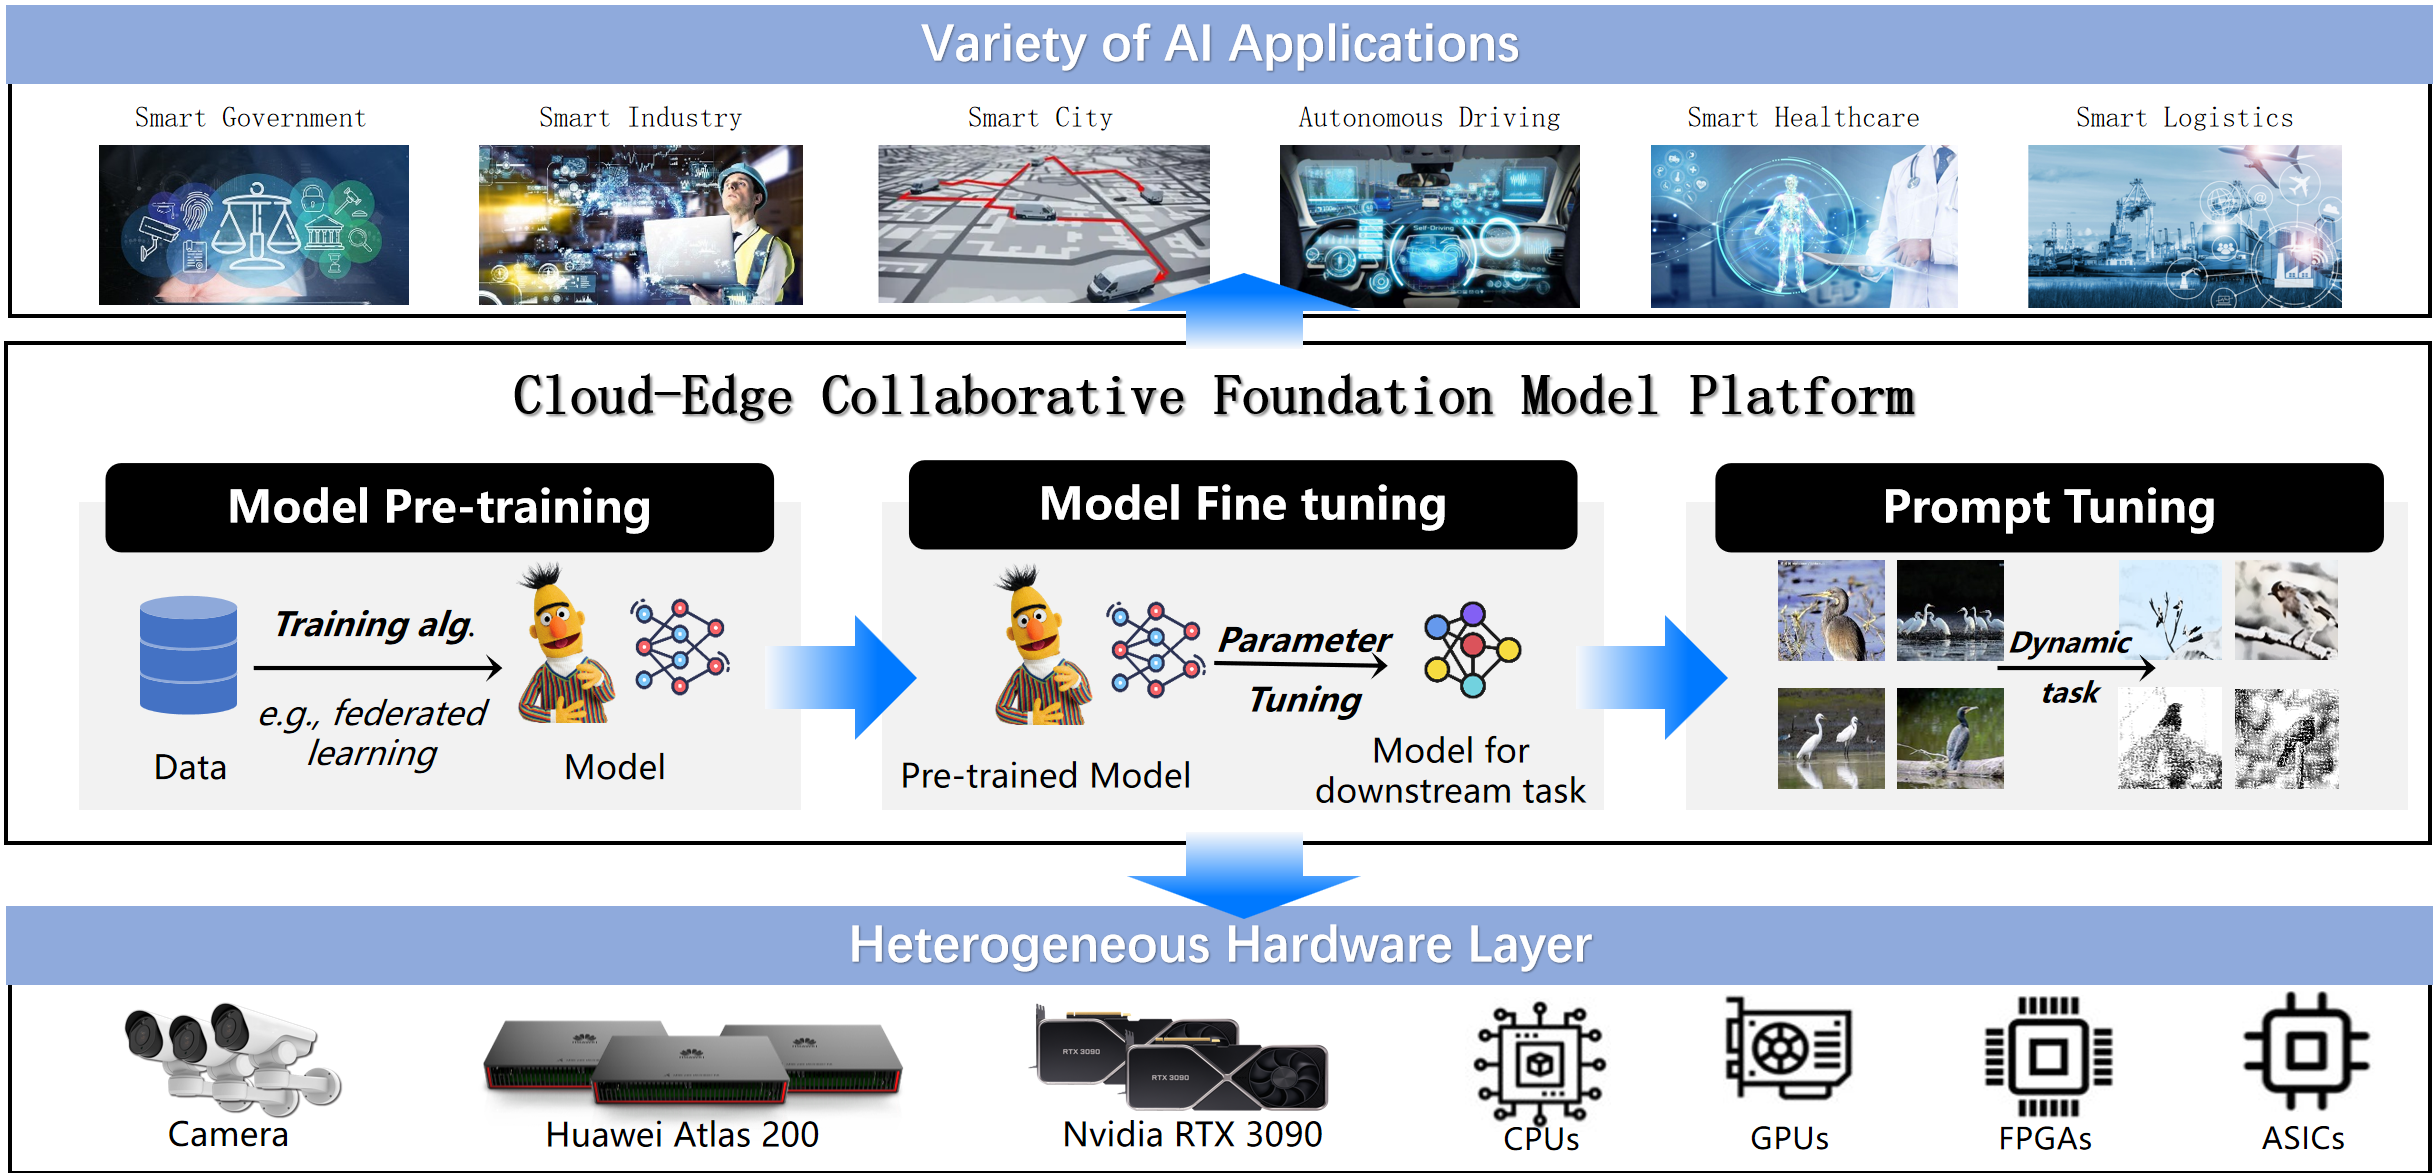 Variety of AI Applications
Smart Government
Smart Industry
Smart City
Autonomous Driving
Smart Healthcare
Smart Logistics
Self-Driving
Cloud-Edge Collaborative Foundation Model Platform
Model Pre-training
Model Fine tuning
Prompt Tuning
Training alg.
e.g., federated
learning
Data
Model
Parameter
Tuning
Pre-trained Model
Model for
downstream task
Dynamic
task
Heterogeneous Hardware Layer
RTX 3090
RTX 3090
Camera
Huawei Atlas 200
Nvidia RTX 3090
CPUs
GPUs
FPGAs
ASICs